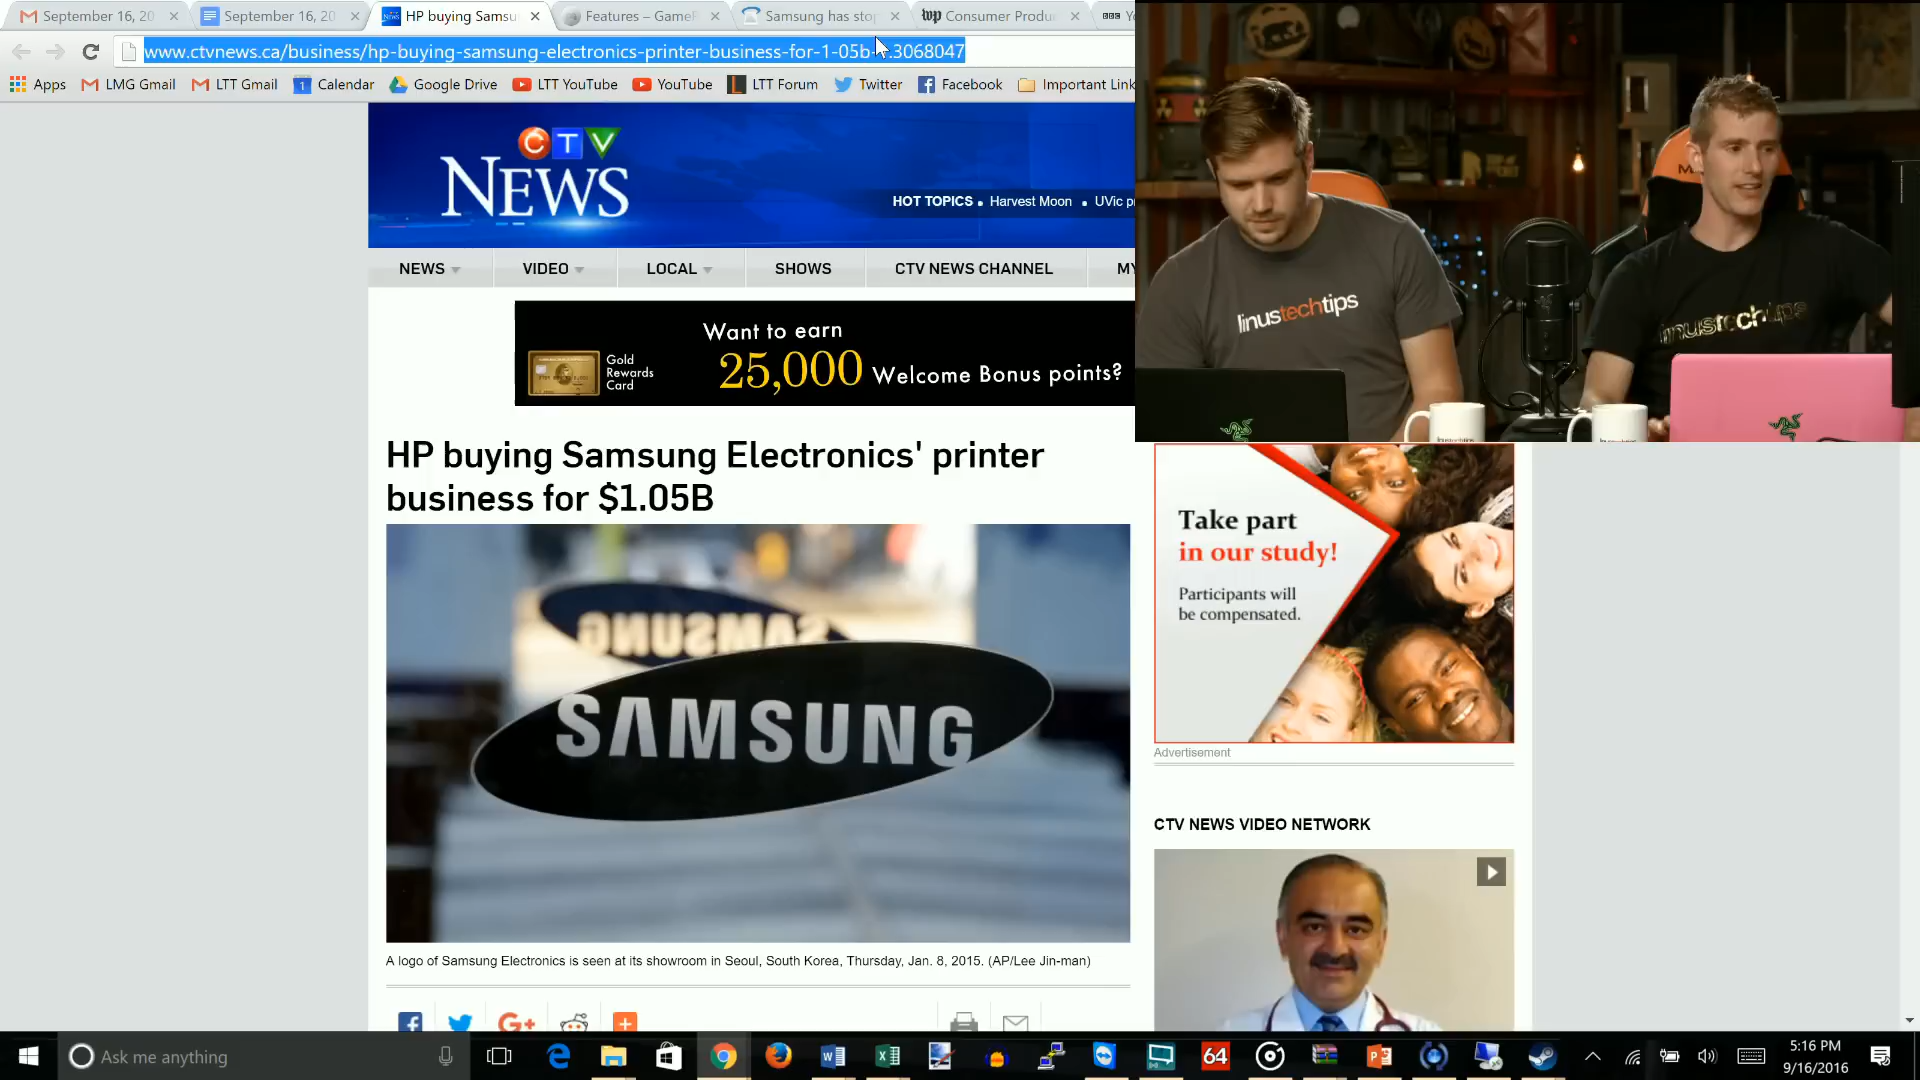 September 16, 20
September 16, 20
HP buying Samsu
Features – GameF
Samsung has sto
Consumer Produ
www.ctvnews.ca/business/hp-buying-samsung-electronics-printer-business-for-1-05b-
.3068047
Apps
LMG Gmail
LTT Gmail
Calendar
Google Drive
LTT YouTube
YouTube
LTT Forum
Twitter
Facebook
Important Link
CTV
NEWS
HOT TOPICS
Harvest Moon
UVic p
NEWS
VIDEO
LOCAL
SHOWS
CTV NEWS CHANNEL
MY
Want to earn
25,000 Welcome Bonus points?
Gold
Rewards
Card
linustechtips
linustechtips
HP buying Samsung Electronics' printer
business for $1.05B
SAMSUNG
SAMSUNG
A logo of Samsung Electronics is seen at its showroom in Seoul, South Korea, Thursday, Jan. 8, 2015. (AP/Lee Jin-man)
Take part
in our study!
Participants will
be compensated.
Advertisement
CTV NEWS VIDEO NETWORK
Ask me anything
64
5:16 PM
9/16/2016